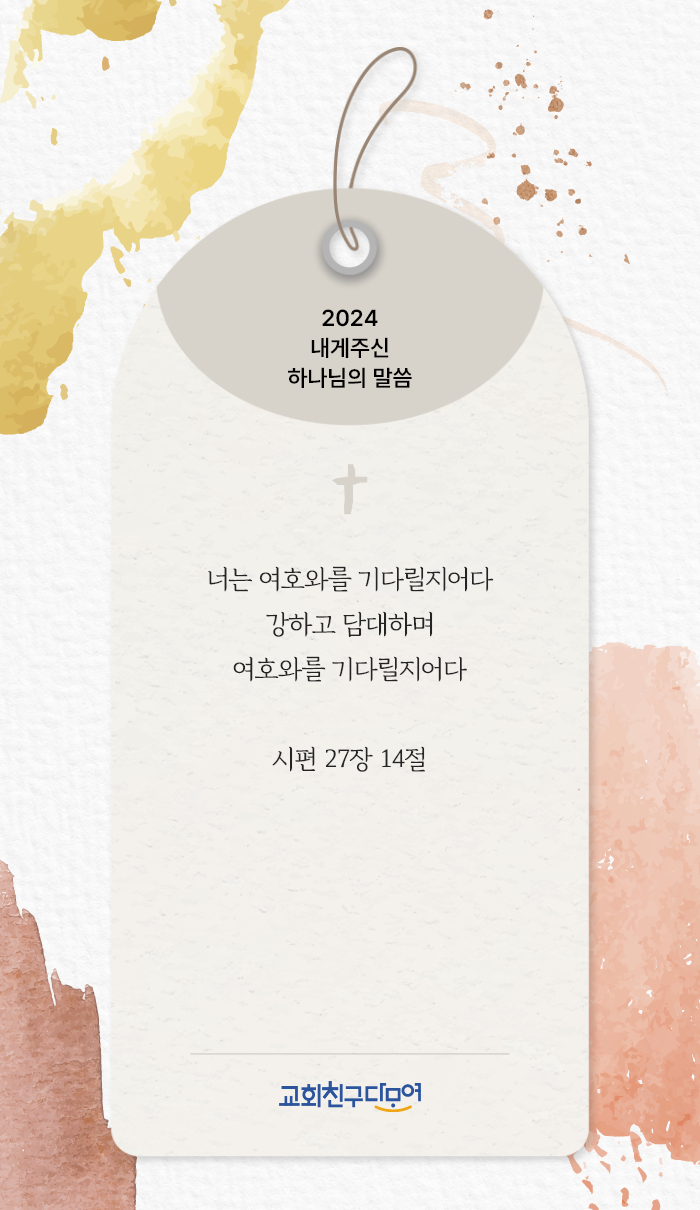 2024
내게주신
하나님의 말씀
너는 여호와를 기다릴지어다
강하고 담대하며
여호와를 기다릴지어다
시편 27장 14절
교회친구다모여